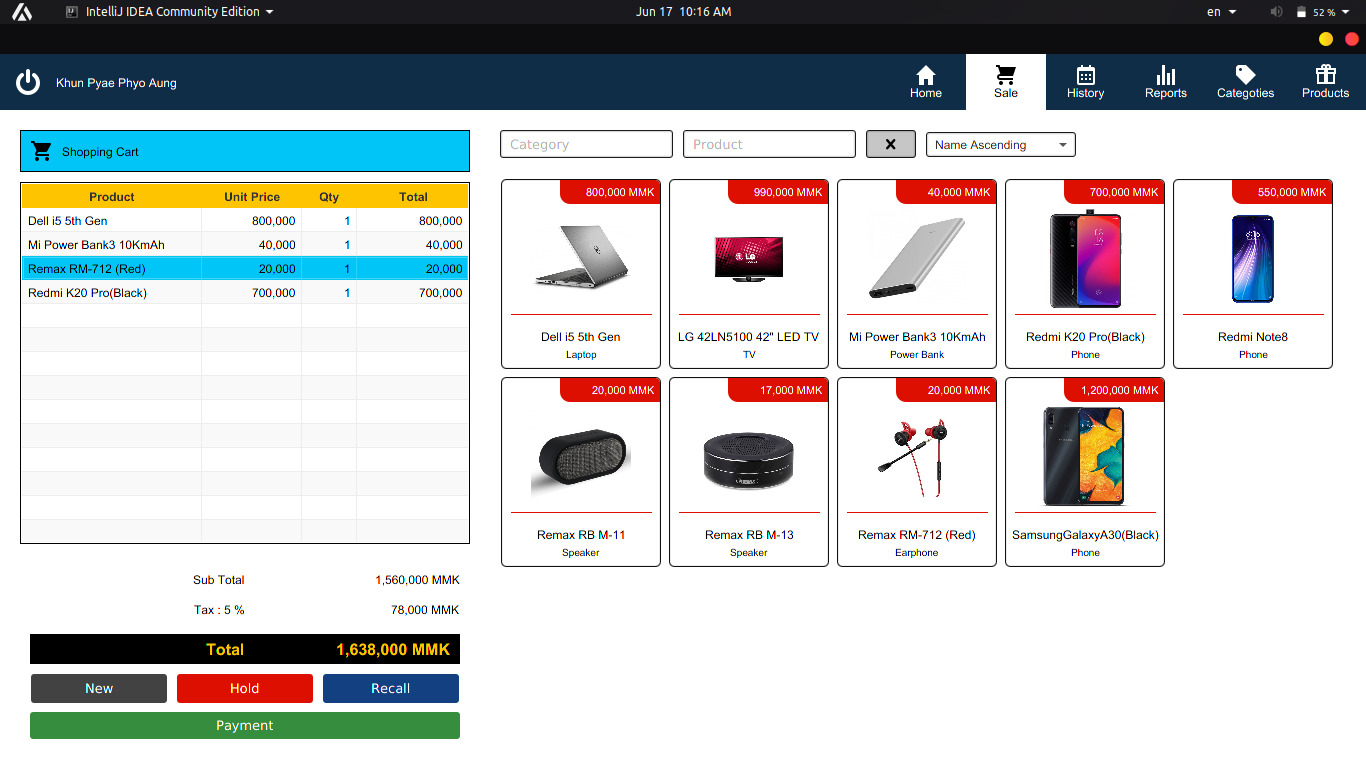 IntelliJ IDEA Community Edition
Jun 17 10:16 AM
en
52 %
Khun Pyae Phyo Aung
Home
Sale
History
Reports
Categoties
Products
Shopping Cart
Product Unit Price Qty Total
Dell i5 5th Gen 800,000 1 800,000
Mi Power Bank3 10KmAh 40,000 1 40,000
Remax RM-712 (Red) 20,000 1 20,000
Redmi K20 Pro(Black) 700,000 1 700,000
Sub Total 1,560,000 MMK
Tax : 5 % 78,000 MMK
Total 1,638,000 MMK
New
Hold
Recall
Payment
Category
Product
Name Ascending
800,000 MMK
Dell i5 5th Gen
Laptop
990,000 MMK
LG
LG 42LN5100 42" LED TV
TV
40,000 MMK
Mi Power Bank3 10KmAh
Power Bank
700,000 MMK
Redmi K20 Pro(Black)
Phone
550,000 MMK
Redmi Note8
Phone
20,000 MMK
Remax RB M-11
Speaker
17,000 MMK
Remax RB M-13
Speaker
20,000 MMK
Remax RM-712 (Red)
Earphone
1,200,000 MMK
SamsungGalaxyA30(Black)
Phone